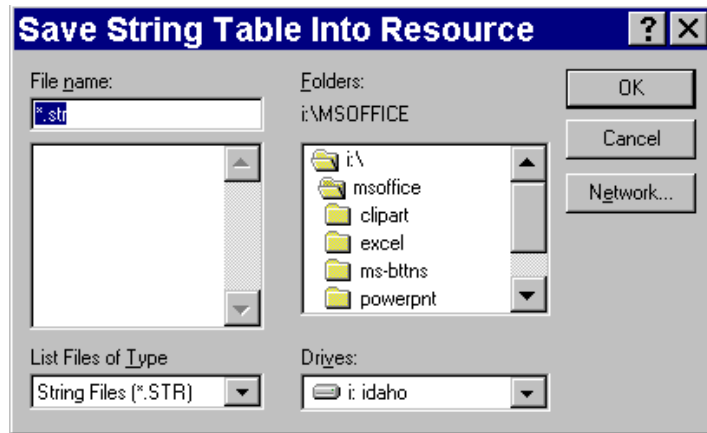 Save String Table Into Resource
File name:
*.str
Folders:
i:\MSOFFICE
i:\
msoffice
clipart
excel
ms-bttns
powerpnt
OK
Cancel
Network...
List Files of Type
String Files (*.STR)
Drives:
i: idaho